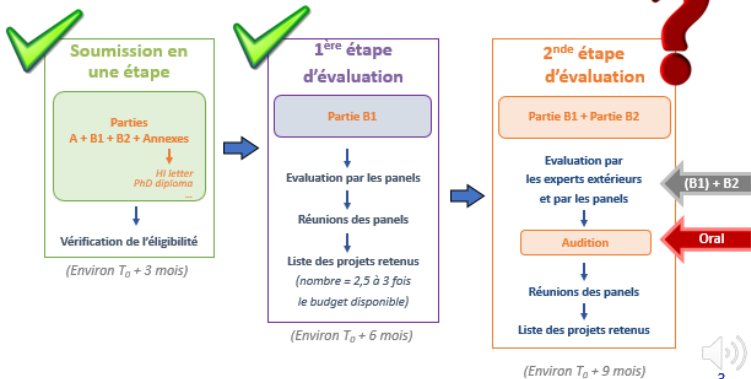 Soumission en
une étape
Parties
A + B1 + B2 + Annexes
HI letter
PhD diploma
...
Vérification de l'éligibilité
(Environ T0 + 3 mois)
1ère étape
d'évaluation
Partie B1
Evaluation par les panels
Réunions des panels
Liste des projets retenus
(nombre = 2,5 à 3 fois
le budget disponible)
(Environ T0 + 6 mois)
?
2nde étape
d'évaluation
Partie B1 + Partie B2
Evaluation par
les experts extérieurs
et par les panels
(B1) + B2
Audition
Oral
Réunions des panels
Liste des projets retenus
(Environ T0 + 9 mois)
3